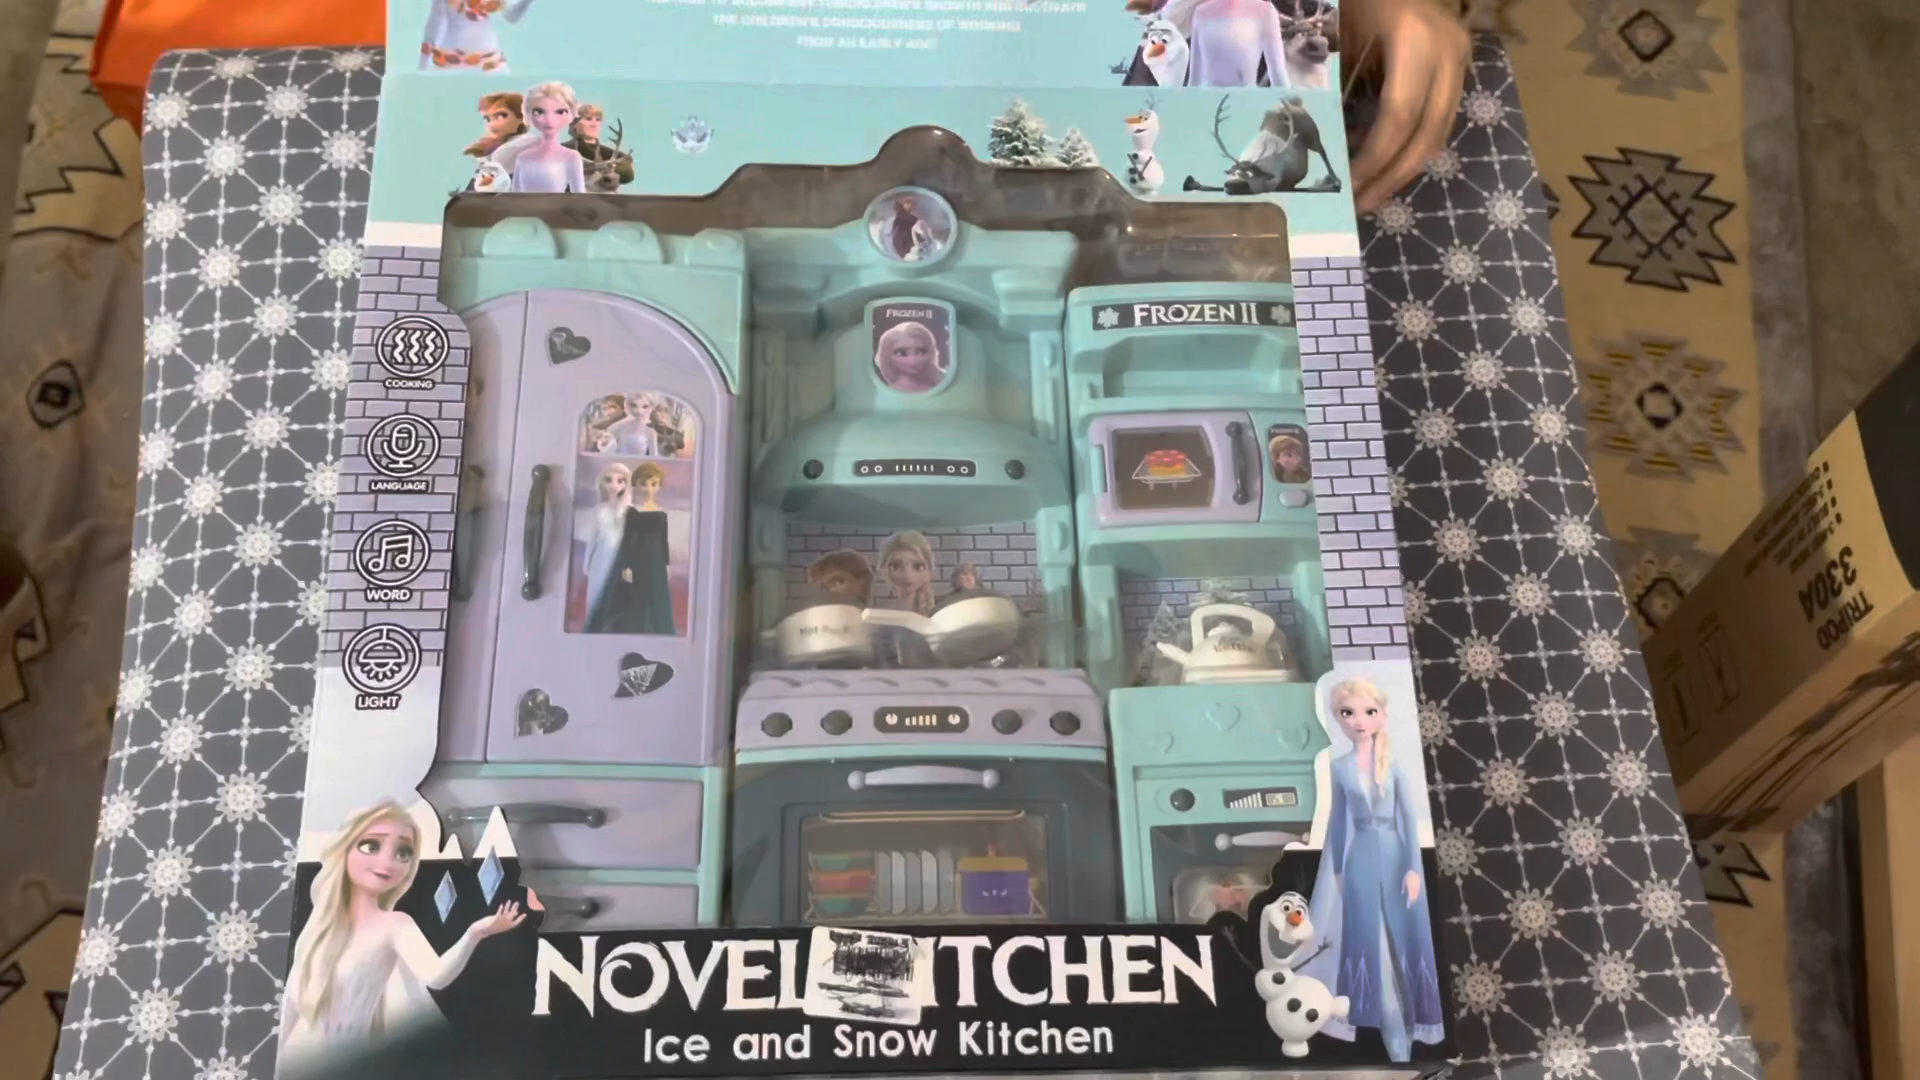 THE CHILDREN'S CONSCIOUSNESS OF WORKING
FROM AN EARLY AGE!
FROZEN II
FROZEN II
COOKING
LANGUAGE
WORD
LIGHT
Hot
NOVEL ITCHEN
Ice and Snow Kitchen
TRIPOD
330A